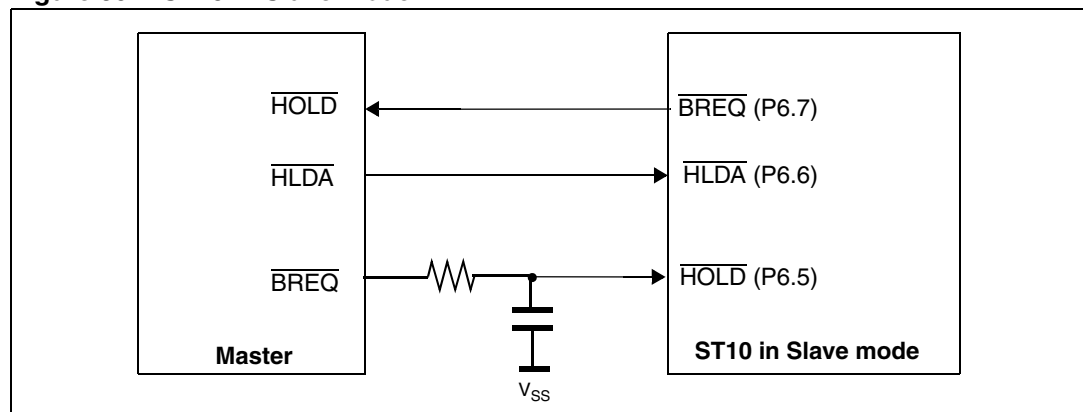 HOLD
BREQ (P6.7)
HLDA
HLDA (P6.6)
BREQ
HOLD (P6.5)
Master
ST10 in Slave mode
VSS